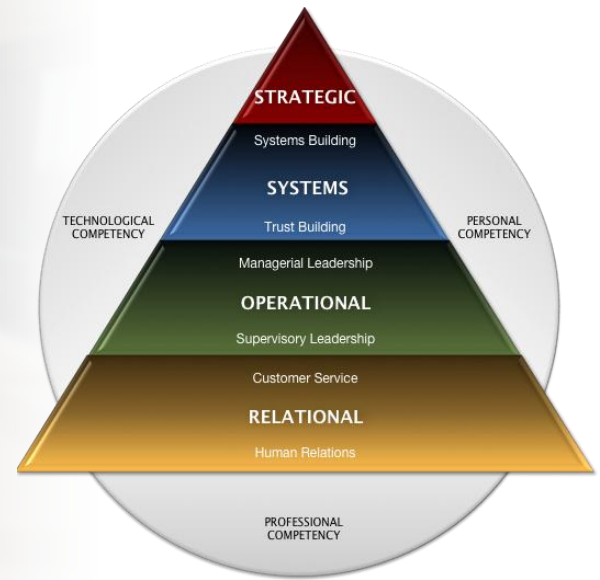 STRATEGIC
Systems Building
SYSTEMS
TECHNOLOGICAL
COMPETENCY
PERSONAL
COMPETENCY
Trust Building
Managerial Leadership
OPERATIONAL
Supervisory Leadership
Customer Service
RELATIONAL
Human Relations
PROFESSIONAL
COMPETENCY